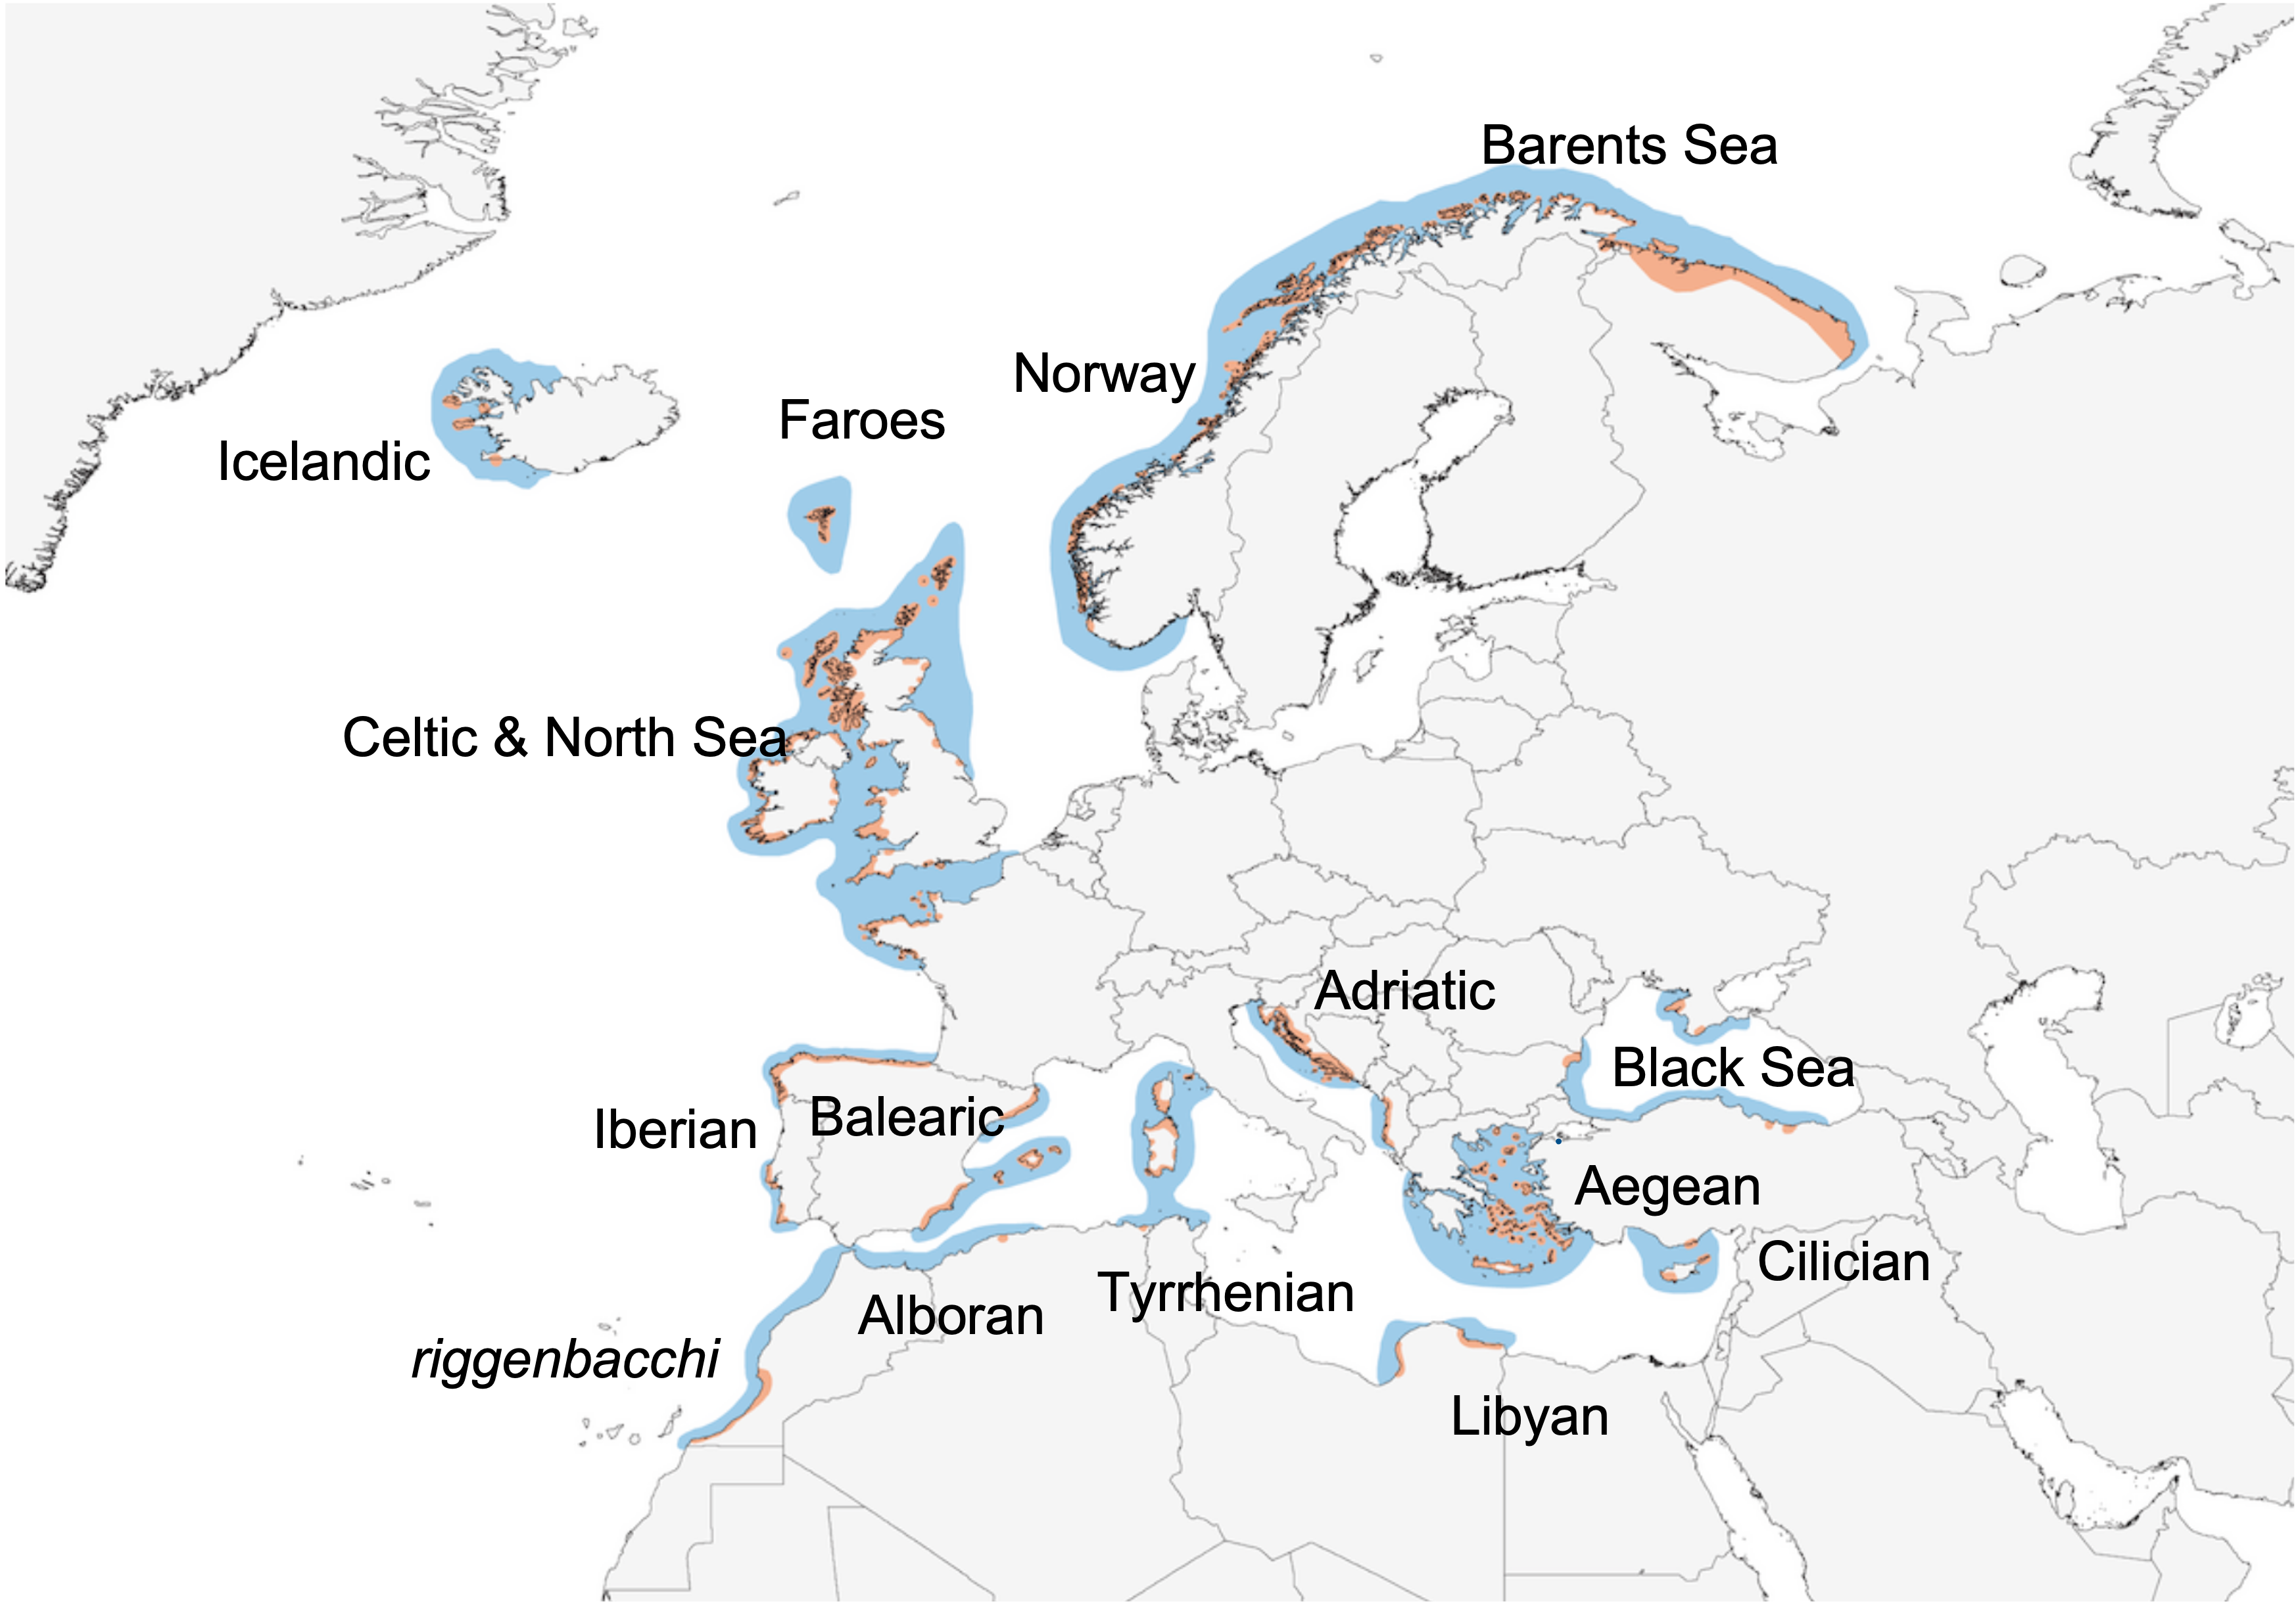 Barents Sea
Norway
Faroes
Icelandic
Celtic & North Sea
Adriatic
Black Sea
Balearic
Iberian
Aegean
Cilician
Tyrrhenian
Alboran
riggenbacchi
Libyan